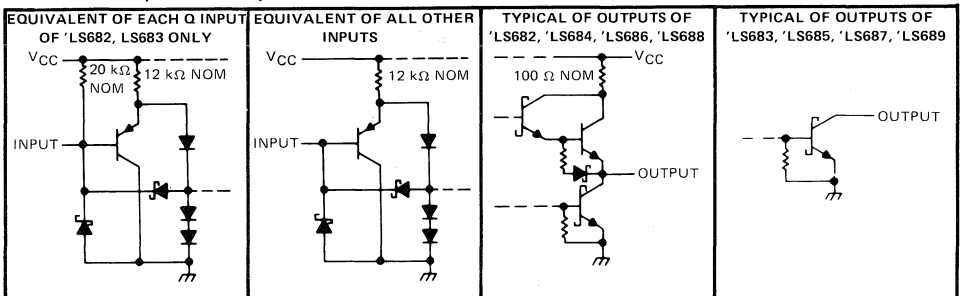 EQUIVALENT OF EACH Q INPUT
OF 'LS682, LS683 ONLY
VCC
20 kΩ
NOM
12 kΩ NOM
INPUT
EQUIVALENT OF ALL OTHER
INPUTS
VCC
12 kΩ NOM
INPUT
TYPICAL OF OUTPUTS OF
'LS682, 'LS684, 'LS686, 'LS688
VCC
100 Ω NOM
OUTPUT
TYPICAL OF OUTPUTS OF
'LS683, 'LS685, 'LS687, 'LS689
OUTPUT